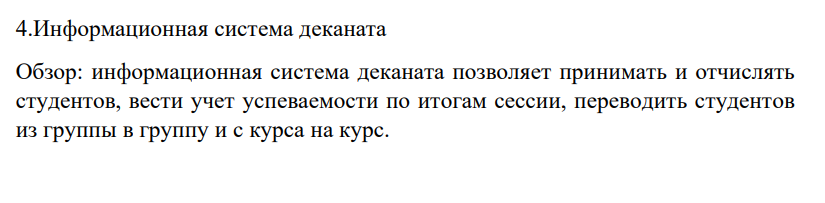 4.Информационная система деканата
Обзор: информационная система деканата позволяет принимать и отчислять
студентов, вести учет успеваемости по итогам сессии, переводить студентов
из группы в группу и с курса на курс.